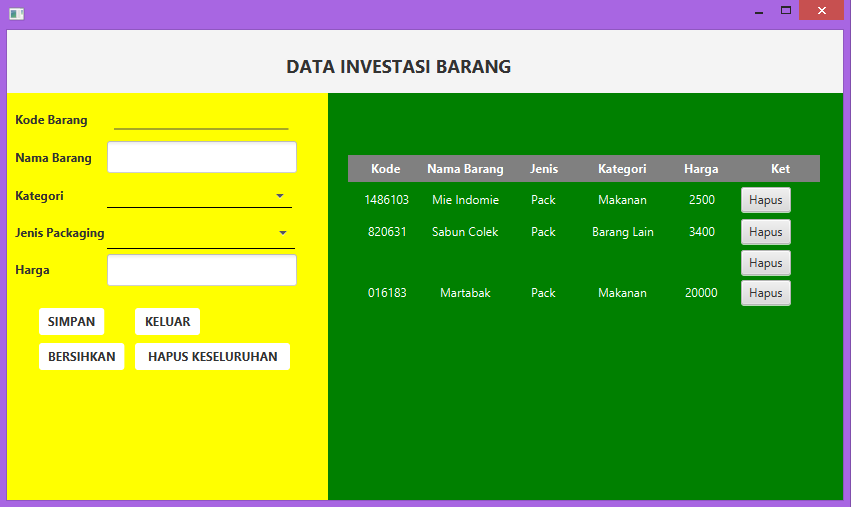 DATA INVESTASI BARANG
Kode Barang
Nama Barang
Kategori
Jenis Packaging
Harga
SIMPAN KELUAR
BERSIHKAN HAPUS KESELURUHAN
Kode Nama Barang Jenis Kategori Harga Ket
1486103 Mie Indomie Pack Makanan 2500 Hapus
820631 Sabun Colek Pack Barang Lain 3400 Hapus
Hapus
016183 Martabak Pack Makanan 20000 Hapus